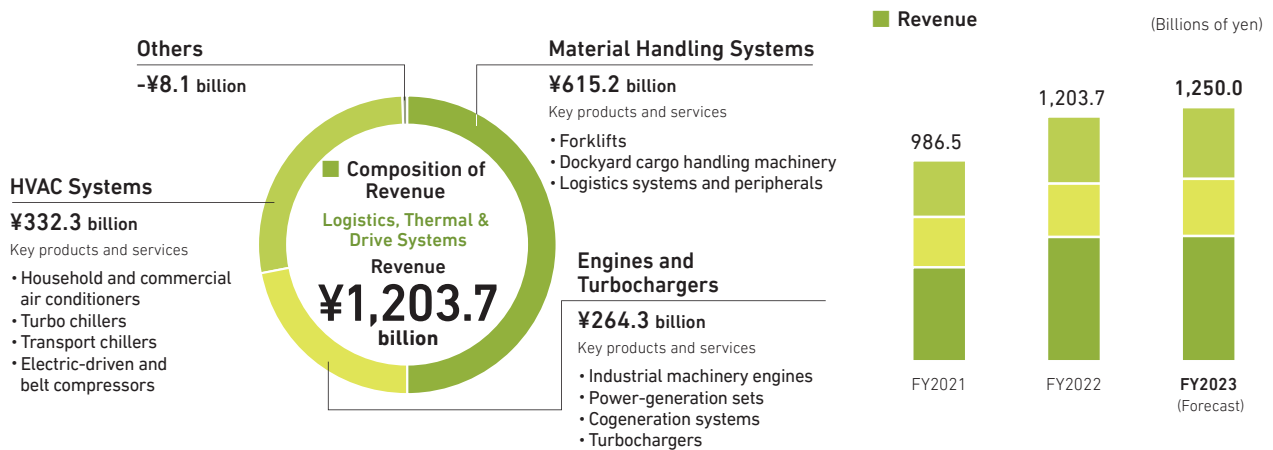 Others
-¥8.1 billion
HVAC Systems
¥332.3 billion
Key products and services
• Household and commercial
air conditioners
• Turbo chillers
• Transport chillers
• Electric-driven and
belt compressors
Composition of
Revenue
Logistics, Thermal &
Drive Systems
Revenue
¥1,203.7
billion
Material Handling Systems
¥615.2 billion
Key products and services
• Forklifts
• Dockyard cargo handling machinery
• Logistics systems and peripherals
Engines and
Turbochargers
¥264.3 billion
Key products and services
• Industrial machinery engines
• Power-generation sets
• Cogeneration systems
• Turbochargers
Revenue
(Billions of yen)
986.5
1,203.7
1,250.0
FY2021
FY2022
FY2023
(Forecast)